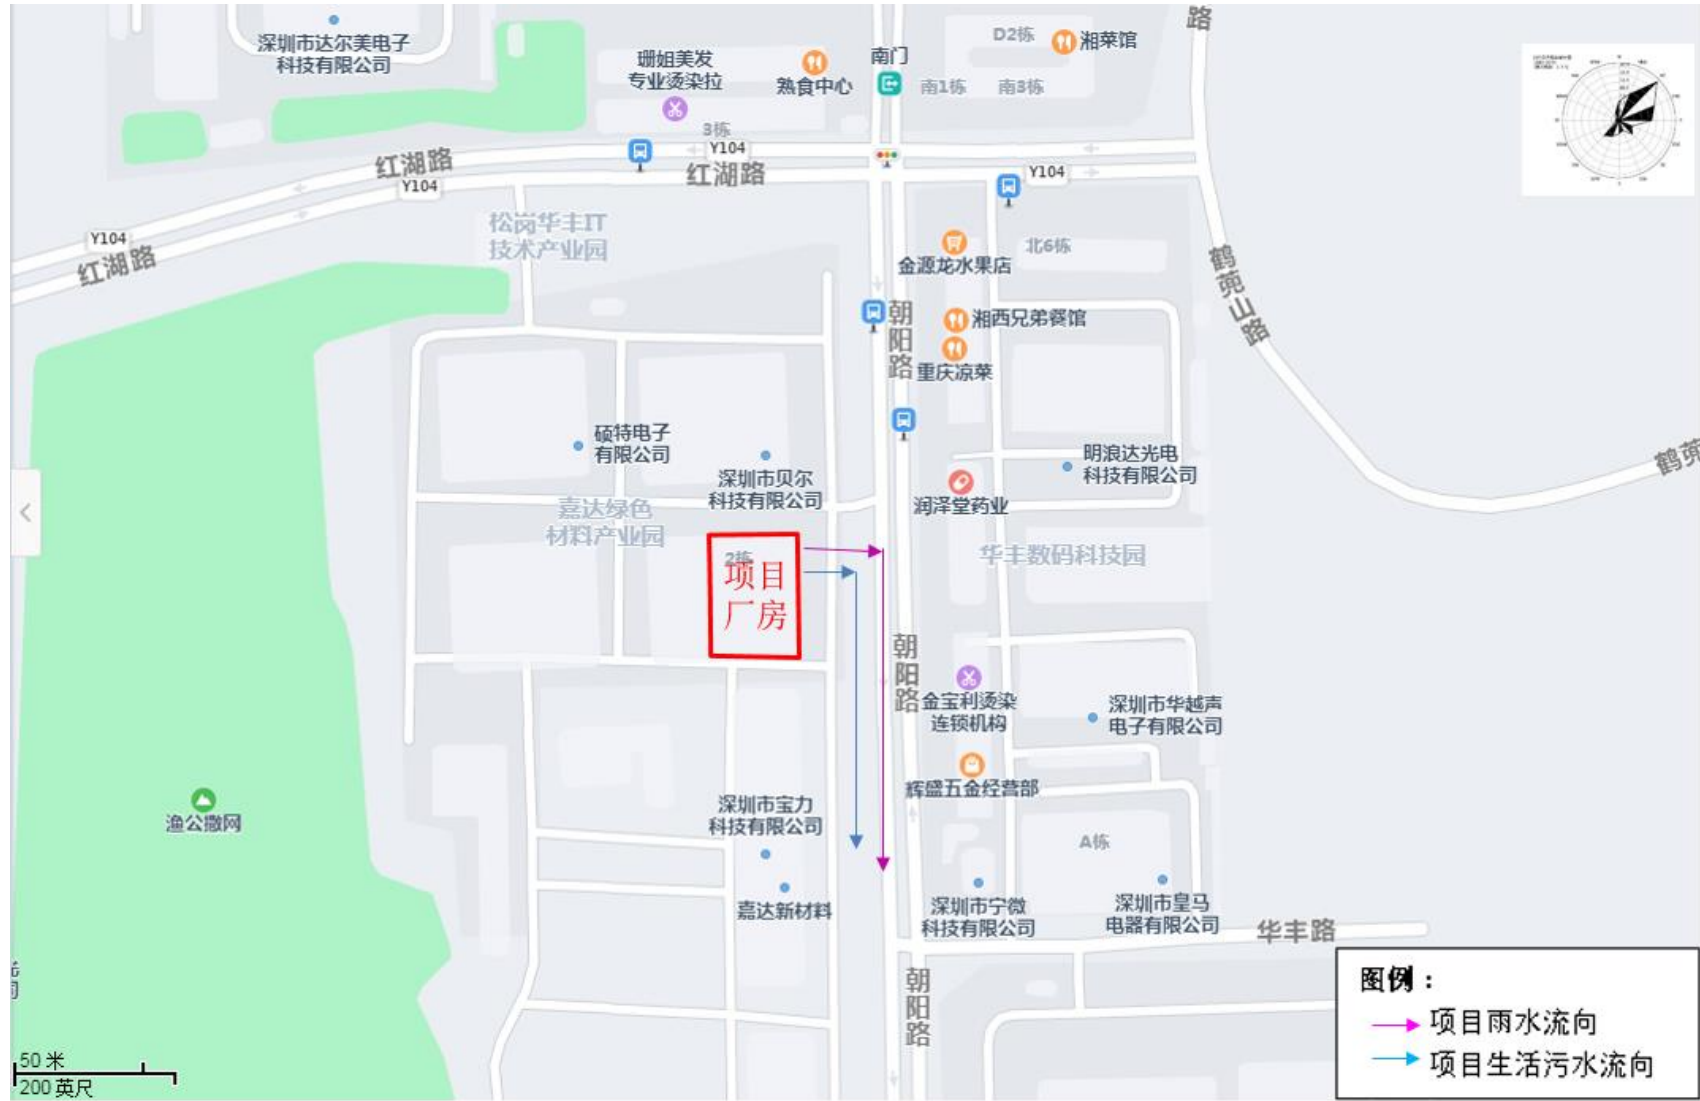 深圳市达尔美电子
科技有限公司
珊姐美发
专业烫染拉
熟食中心
南门
D2栋
湘菜馆
南1栋
南3栋
路
3栋
Y104
红湖路
Y104
红湖路
Y104
Y104
红湖路
松岗华丰IT
技术产业园
北6栋
金源龙水果店
鹤苑山路
朝阳路
湘西兄弟餐馆
重庆凉菜
硕特电子
有限公司
深圳市贝尔
科技有限公司
明浪达光电
科技有限公司
鹤苑
润泽堂药业
嘉达绿色
材料产业园
华丰数码科技园
2栋
项目
厂房
朝阳路
金宝利烫染
连锁机构
深圳市华越声
电子有限公司
辉盛五金经营部
渔公撒网
深圳市宝力
科技有限公司
A栋
嘉达新材料
深圳市宁微
科技有限公司
深圳市皇马
电器有限公司
华丰路
朝阳路
图例：
项目雨水流向
项目生活污水流向
50 米
200 英尺